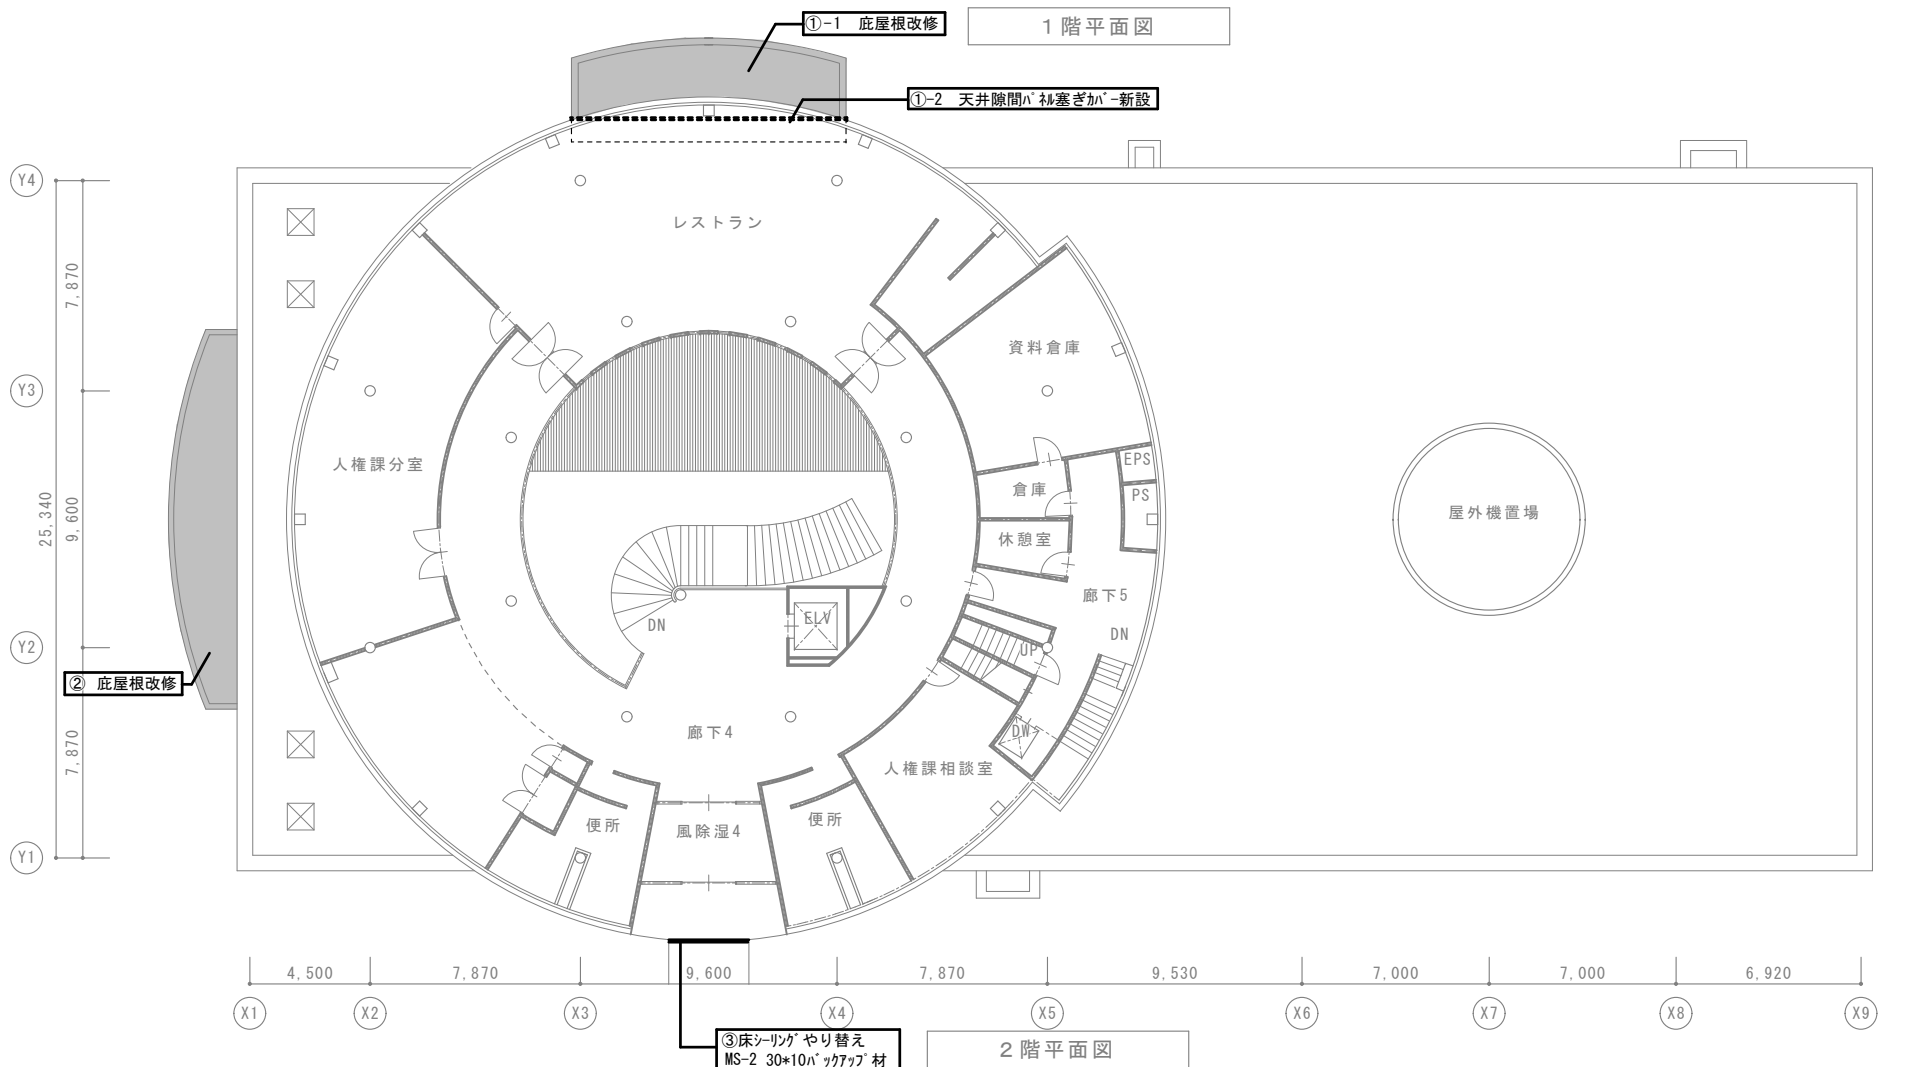 ①-1 庇屋根改修
1階平面図
①-2 天井隙間ﾊﾟﾈﾙ塞ぎｶﾊﾞｰ新設
Y4
レストラン
7,870
資料倉庫
Y3
人権課分室
EPS
倉庫
PS
25,340
9,600
屋外機置場
休憩室
廊下5
ELV
DN
DN
Y2
UP
② 庇屋根改修
廊下4
DW
7,870
人権課相談室
便所
風除湿4
便所
Y1
4,500
7,870
9,600
7,870
9,530
7,000
7,000
6,920
X1
X2
X3
X4
X5
X6
X7
X8
X9
③床ｼｰﾘﾝｸﾞやり替え
MS-2 30*10ﾊﾞｯｸｱｯﾌﾟ材
2階平面図